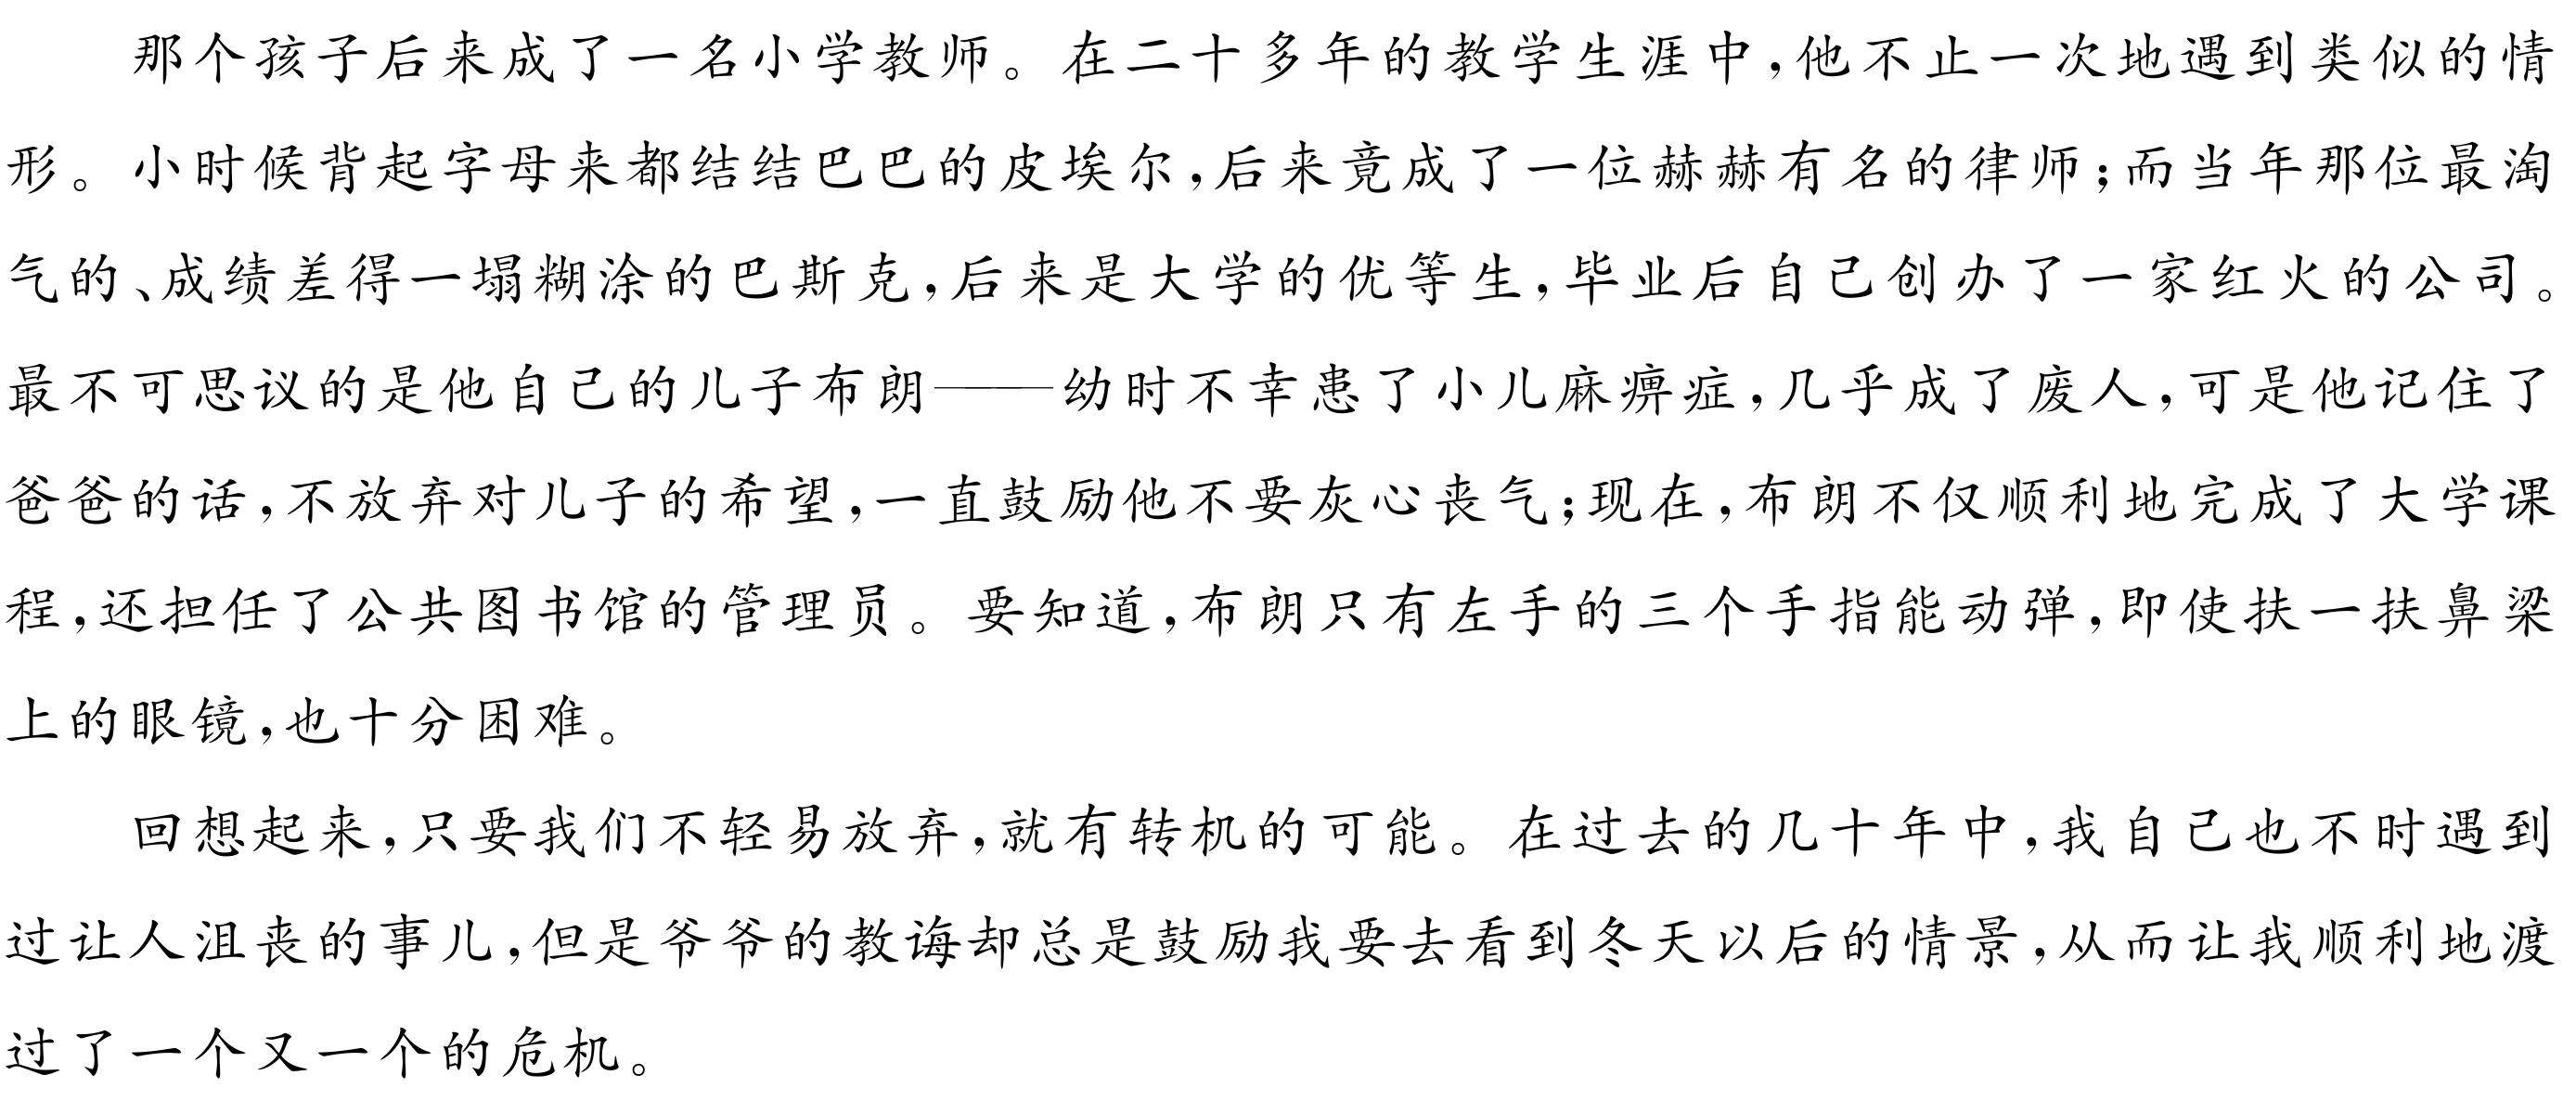 那个孩子后来成了一名小学教师。在二十多年的教学生涯中,他不止一次地遇到类似的情
形。小时候背起字母来都结结巴巴的皮埃尔,后来竟成了一位赫赫有名的律师;而当年那位最淘
气的、成绩差得一塌糊涂的巴斯克,后来是大学的优等生,毕业后自己创办了一家红火的公司。
最不可思议的是他自己的儿子布朗——幼时不幸患了小儿麻痹症,几乎成了废人,可是他记住了
爸爸的话,不放弃对儿子的希望,一直鼓励他不要灰心丧气;现在,布朗不仅顺利地完成了大学课
程,还担任了公共图书馆的管理员。要知道,布朗只有左手的三个手指能动弹,即使扶一扶鼻梁
上的眼镜,也十分困难。
回想起来,只要我们不轻易放弃,就有转机的可能。在过去的几十年中,我自己也不时遇到
过让人沮丧的事儿,但是爷爷的教诲却总是鼓励我要去看到冬天以后的情景,从而让我顺利地渡
过了一个又一个的危机。